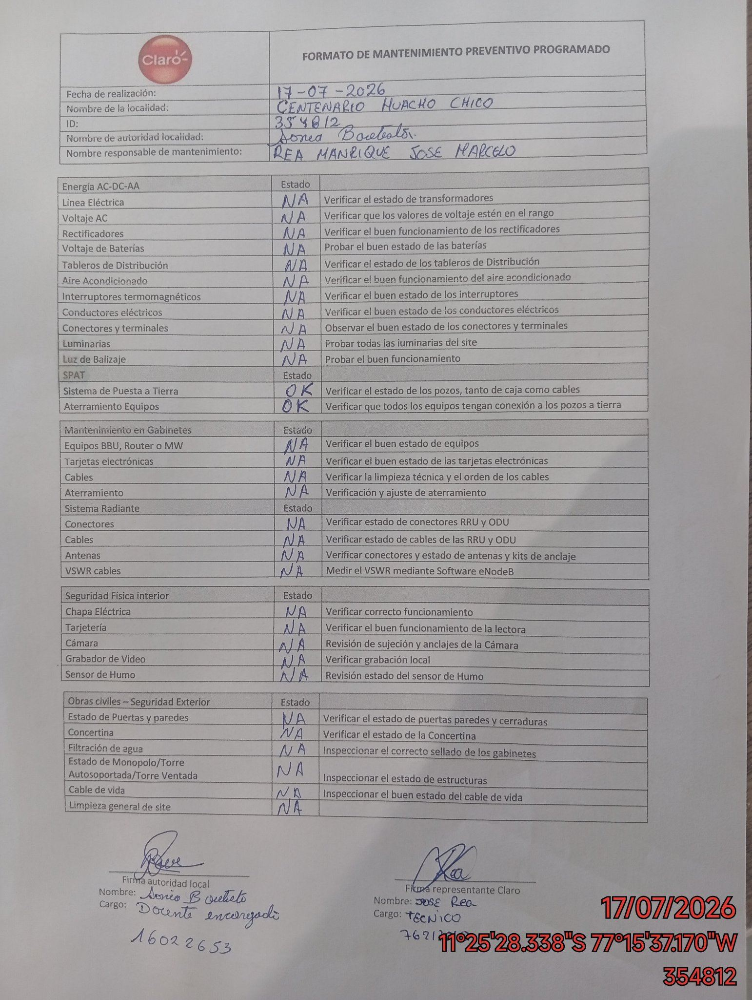 Claro
FORMATO DE MANTENIMIENTO PREVENTIVO PROGRAMADO
Fecha de realización: 17-07-2026
Nombre de la localidad: CENTENARIO HUACHO CHICO
ID: 354812
Nombre de autoridad localidad: Sonia Bautista.
Nombre responsable de mantenimiento: REA MANRIQUE JOSE MARCELO
Energía AC-DC-AA Estado
Línea Eléctrica NA Verificar el estado de transformadores
Voltaje AC NA Verificar que los valores de voltaje estén en el rango
Rectificadores NA Verificar el buen funcionamiento de los rectificadores
Voltaje de Baterías NA Probar el buen estado de las baterías
Tableros de Distribución NA Verificar el estado de los tableros de Distribución
Aire Acondicionado NA Verificar el buen funcionamiento del aire acondicionado
Interruptores termomagnéticos NA Verificar el buen estado de los interruptores
Conductores eléctricos NA Verificar el buen estado de los conductores eléctricos
Conectores y terminales NA Observar el buen estado de los conectores y terminales
Luminarias NA Probar todas las luminarias del site
Luz de Balizaje NA Probar el buen funcionamiento
SPAT Estado
Sistema de Puesta a Tierra OK Verificar el estado de los pozos, tanto de caja como cables
Aterramiento Equipos OK Verificar que todos los equipos tengan conexión a los pozos a tierra
Mantenimiento en Gabinetes Estado
Equipos BBU, Router o MW NA Verificar el buen estado de equipos
Tarjetas electrónicas NA Verificar el buen estado de las tarjetas electrónicas
Cables NA Verificar la limpieza técnica y el orden de los cables
Aterramiento NA Verificación y ajuste de aterramiento
Sistema Radiante Estado
Conectores NA Verificar estado de conectores RRU y ODU
Cables NA Verificar estado de cables de las RRU y ODU
Antenas NA Verificar conectores y estado de antenas y kits de anclaje
VSWR cables NA Medir el VSWR mediante Software eNodeB
Seguridad Física interior Estado
Chapa Eléctrica NA Verificar correcto funcionamiento
Tarjetería NA Verificar el buen funcionamiento de la lectora
Cámara NA Revisión de sujeción y anclajes de la Cámara
Grabador de Video NA Verificar grabación local
Sensor de Humo NA Revisión estado del sensor de Humo
Obras civiles – Seguridad Exterior Estado
Estado de Puertas y paredes NA Verificar el estado de puertas paredes y cerraduras
Concertina NA Verificar el estado de la Concertina
Filtración de agua NA Inspeccionar el correcto sellado de los gabinetes
Estado de Monopolo/Torre
Autosoportada/Torre Ventada NA Inspeccionar el estado de estructuras
Cable de vida NA Inspeccionar el buen estado del cable de vida
Limpieza general de site NA
Firma autoridad local
Nombre: Sonia Bautista
Cargo: Docente encargada
16022653
Rea
Firma representante Claro
Nombre: JOSE Rea
Cargo: TECNICO
17/07/2026
11°25'28.338"S 77°15'37.170"W
354812